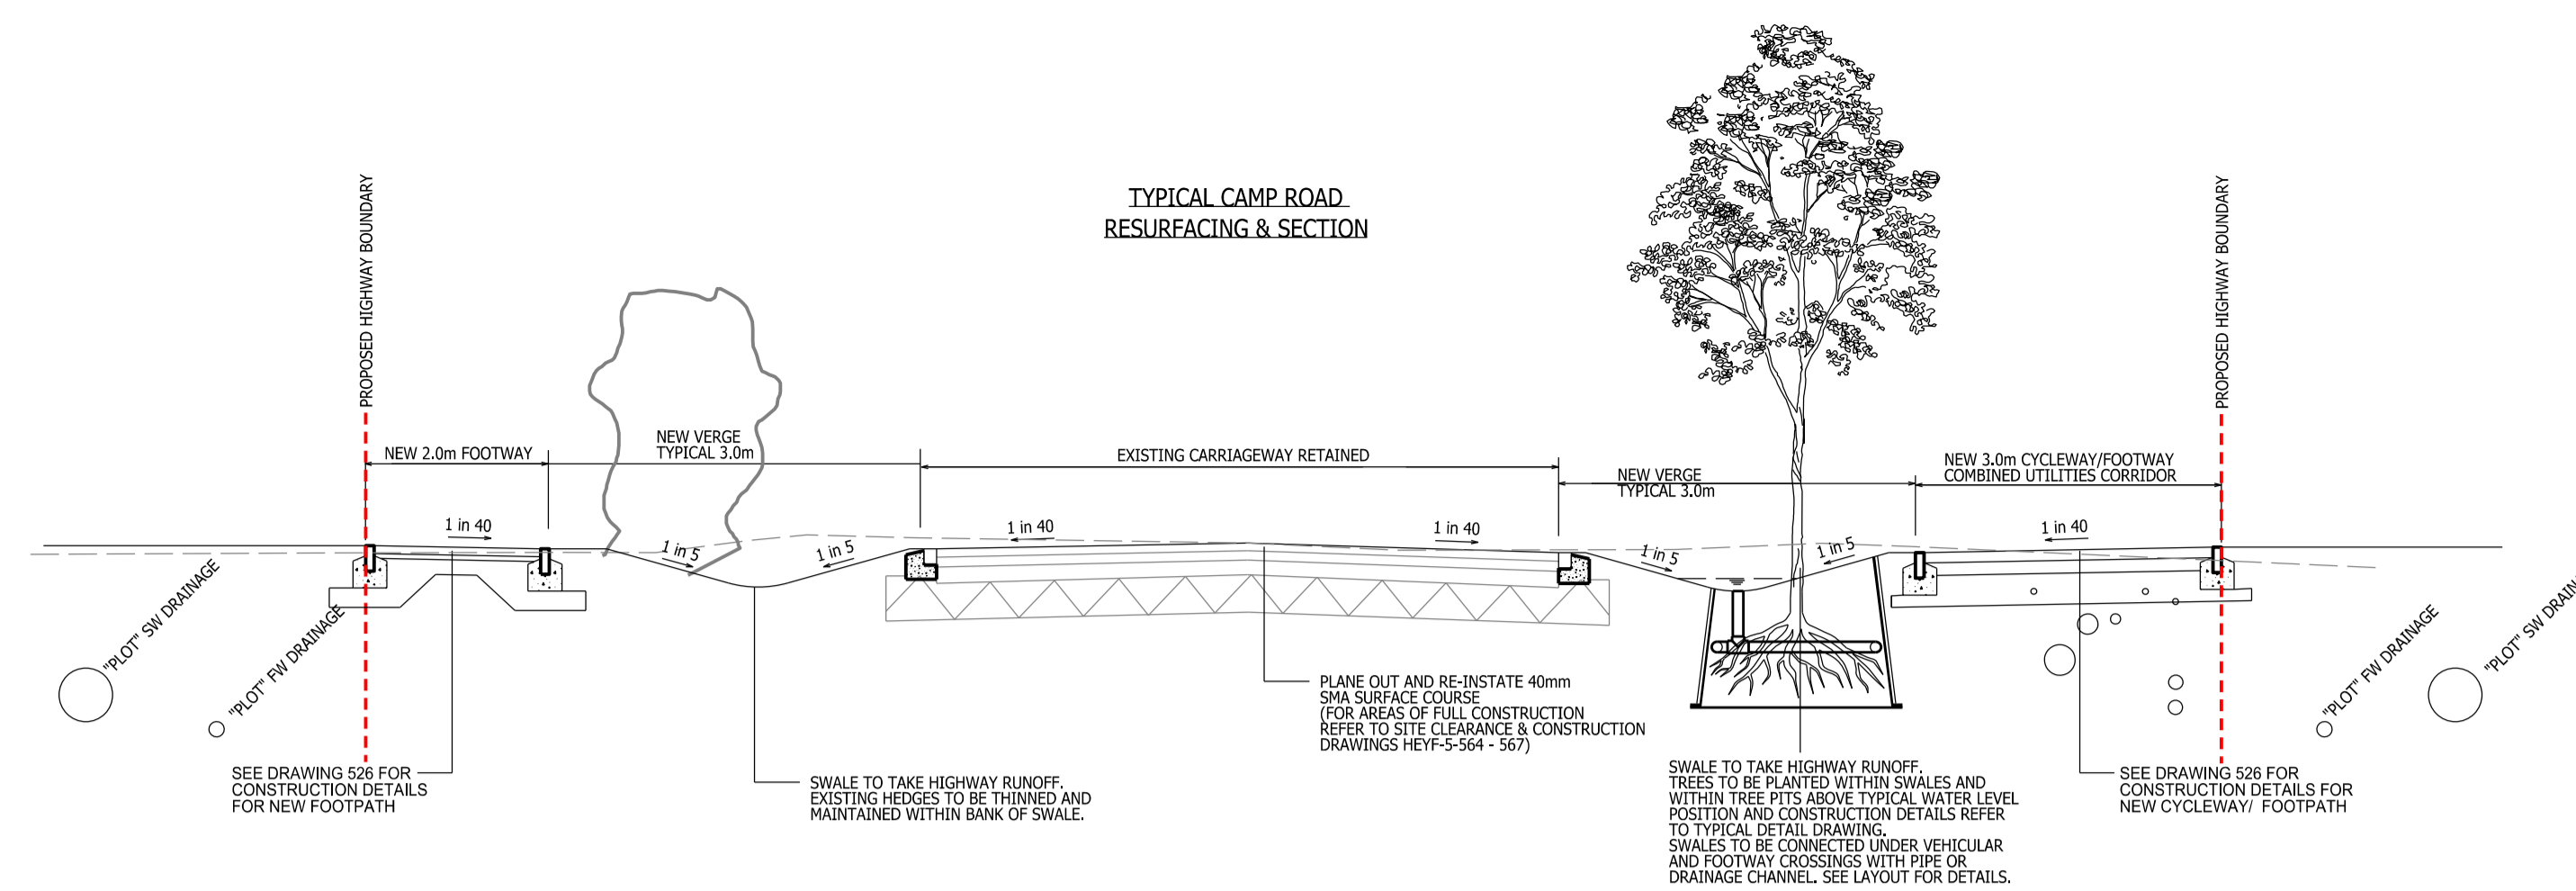 TYPICAL CAMP ROAD
RESURFACING & SECTION
PROPOSED HIGHWAY BOUNDARY
NEW 2.0m FOOTWAY
NEW VERGE
TYPICAL 3.0m
EXISTING CARRIAGEWAY RETAINED
NEW VERGE
TYPICAL 3.0m
NEW 3.0m CYCLEWAY/FOOTWAY
COMBINED UTILITIES CORRIDOR
PROPOSED HIGHWAY BOUNDARY
1 in 40
1 in 5
1 in 5
1 in 40
1 in 40
1 in 5
1 in 5
1 in 40
"PLOT" SW DRAINAGE
"PLOT" FW DRAINAGE
"PLOT" FW DRAINAGE
"PLOT" SW DRAIN
SEE DRAWING 526 FOR
CONSTRUCTION DETAILS
FOR NEW FOOTPATH
SWALE TO TAKE HIGHWAY RUNOFF.
EXISTING HEDGES TO BE THINNED AND
MAINTAINED WITHIN BANK OF SWALE.
PLANE OUT AND RE-INSTATE 40mm
SMA SURFACE COURSE
(FOR AREAS OF FULL CONSTRUCTION
REFER TO SITE CLEARANCE & CONSTRUCTION
DRAWINGS HEYF-5-564 - 567)
SWALE TO TAKE HIGHWAY RUNOFF.
TREES TO BE PLANTED WITHIN SWALES AND
WITHIN TREE PITS ABOVE TYPICAL WATER LEVEL
POSITION AND CONSTRUCTION DETAILS REFER
TO TYPICAL DETAIL DRAWING.
SWALES TO BE CONNECTED UNDER VEHICULAR
AND FOOTWAY CROSSINGS WITH PIPE OR
DRAINAGE CHANNEL. SEE LAYOUT FOR DETAILS.
SEE DRAWING 526 FOR
CONSTRUCTION DETAILS FOR
NEW CYCLEWAY/ FOOTPATH